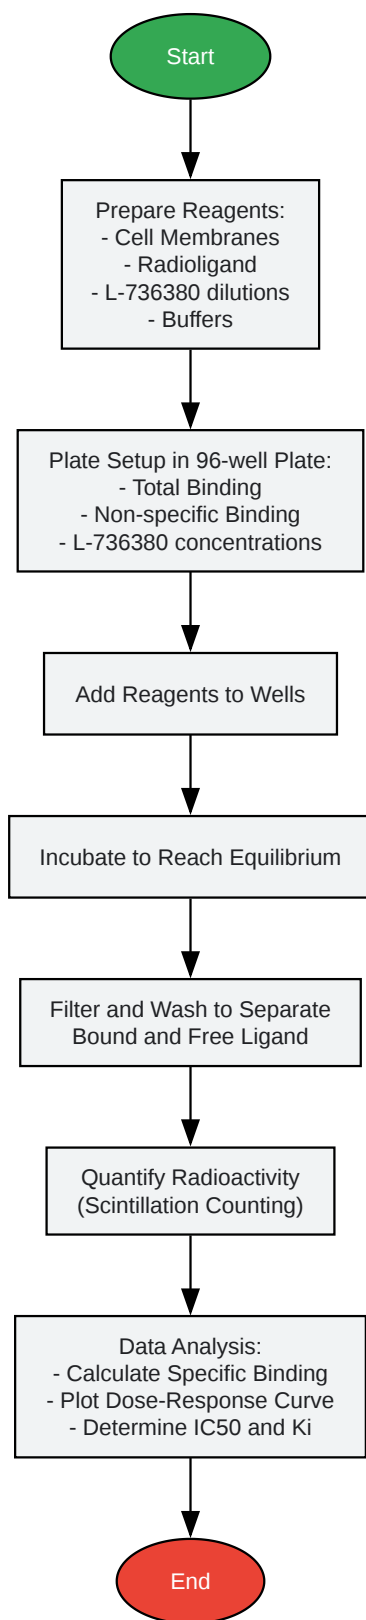 Start
Prepare Reagents:
- Cell Membranes
- Radioligand
- L-736380 dilutions
- Buffers
Plate Setup in 96-well Plate:
- Total Binding
- Non-specific Binding
- L-736380 concentrations
Add Reagents to Wells
Incubate to Reach Equilibrium
Filter and Wash to Separate
Bound and Free Ligand
Quantify Radioactivity
(Scintillation Counting)
Data Analysis:
- Calculate Specific Binding
- Plot Dose-Response Curve
- Determine IC50 and Ki
End